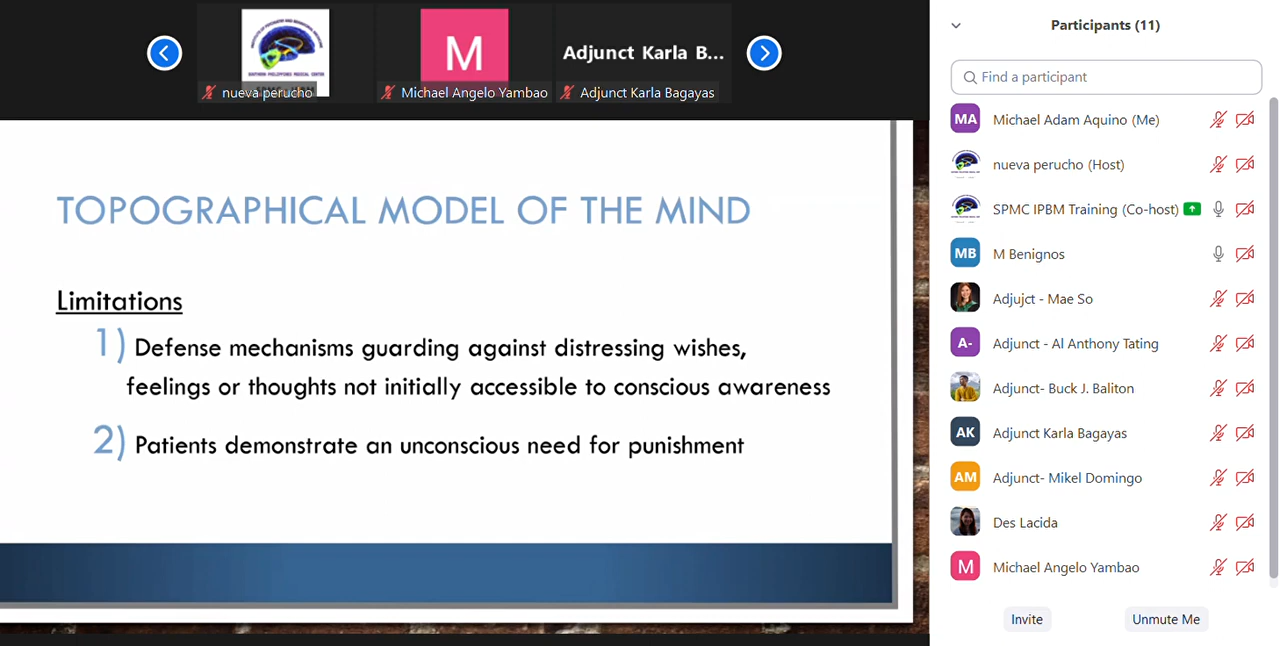 M
Adjunct Karla B...
nueva perucho
Michael Angelo Yambao
Adjunct Karla Bagayas
TOPOGRAPHICAL MODEL OF THE MIND
Limitations
1) Defense mechanisms guarding against distressing wishes,
feelings or thoughts not initially accessible to conscious awareness
2) Patients demonstrate an unconscious need for punishment
Participants (11)
Find a participant
MA Michael Adam Aquino (Me)
nueva perucho (Host)
SPMC IPBM Training (Co-host)
MB M Benignos
Adjujct - Mae So
A- Adjunct - Al Anthony Tating
Adjunct- Buck J. Baliton
AK Adjunct Karla Bagayas
AM Adjunct- Mikel Domingo
Des Lacida
M Michael Angelo Yambao
Invite Unmute Me